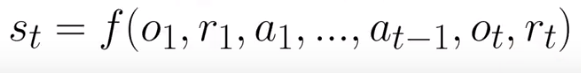 s_t = f(o_1, r_1, a_1, ..., a_{t-1}, o_t, r_t)